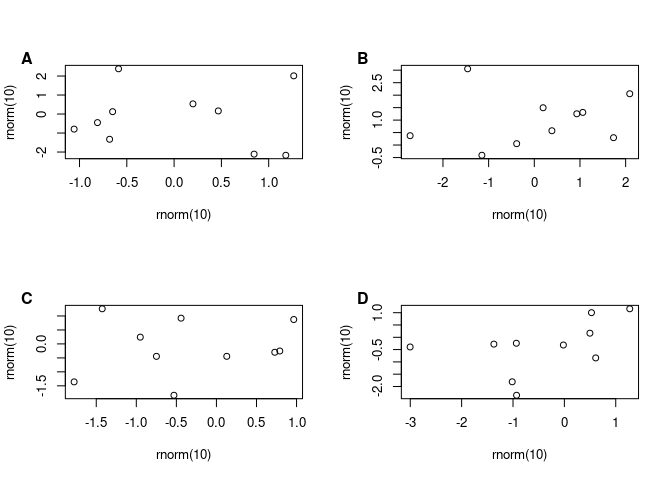 A
rnorm(10)
2
1
0
-2
-1.0 -0.5 0.0 0.5 1.0
rnorm(10)
B
rnorm(10)
2.5
1.0
-0.5
-2 -1 0 1 2
rnorm(10)
C
rnorm(10)
0.0
-1.5
-1.5 -1.0 -0.5 0.0 0.5 1.0
rnorm(10)
D
rnorm(10)
1.0
-0.5
-2.0
-3 -2 -1 0 1
rnorm(10)